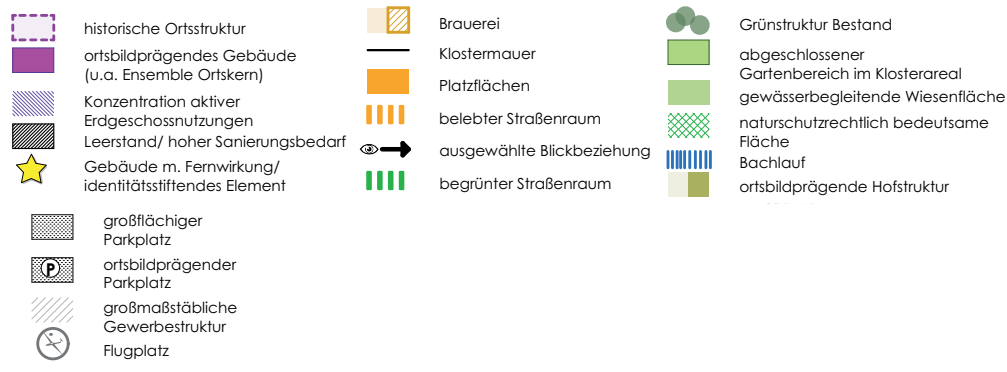 historische Ortsstruktur
ortsbildprägendes Gebäude
(u.a. Ensemble Ortskern)
Konzentration aktiver
Erdgeschossnutzungen
Leerstand/ hoher Sanierungsbedarf
Gebäude m. Fernwirkung/
identitätsstiftendes Element
großflächiger
Parkplatz
P
ortsbildprägender
Parkplatz
großmaßstäbliche
Gewerbestruktur
Flugplatz
Brauerei
Klostermauer
Platzflächen
belebter Straßenraum
ausgewählte Blickbeziehung
begrünter Straßenraum
Grünstruktur Bestand
abgeschlossener
Gartenbereich im Klosterareal
gewässerbegleitende Wiesenfläche
naturschutzrechtlich bedeutsame
Fläche
Bachlauf
ortsbildprägende Hofstruktur